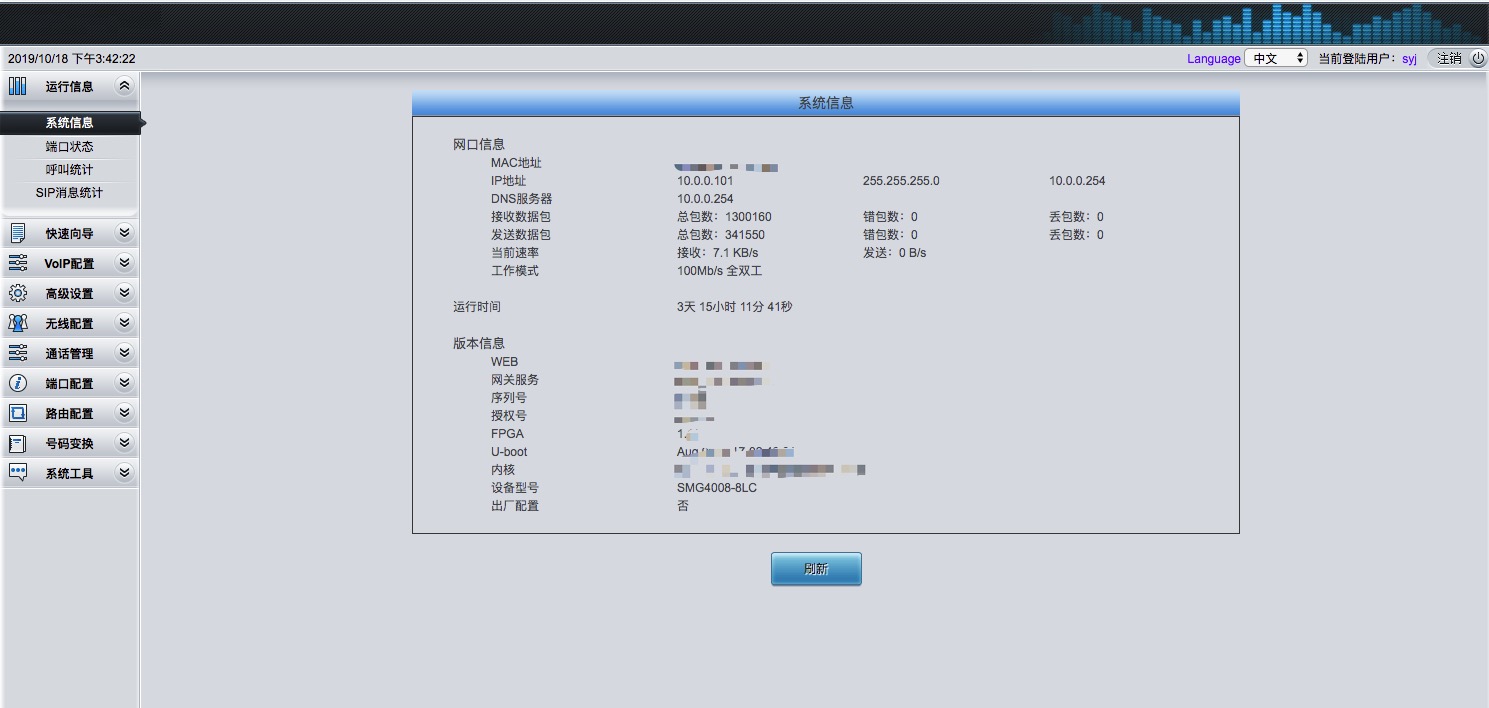 2019/10/18 下午3:42:22
Language 中文 当前登陆用户： syj 注销
运行信息
系统信息
端口状态
呼叫统计
SIP消息统计
快速向导
VoIP配置
高级设置
无线配置
通话管理
端口配置
路由配置
号码变换
系统工具
系统信息
网口信息
MAC地址
IP地址 10.0.0.101 255.255.255.0 10.0.0.254
DNS服务器 10.0.0.254
接收数据包 总包数：1300160 错包数：0 丢包数：0
发送数据包 总包数：341550 错包数：0 丢包数：0
当前速率 接收：7.1 KB/s 发送：0 B/s
工作模式 100Mb/s 全双工
运行时间 3天 15小时 11分 41秒
版本信息
WEB
网关服务
序列号
授权号
FPGA
U-boot Aug
内核
设备型号 SMG4008-8LC
出厂配置 否
刷新